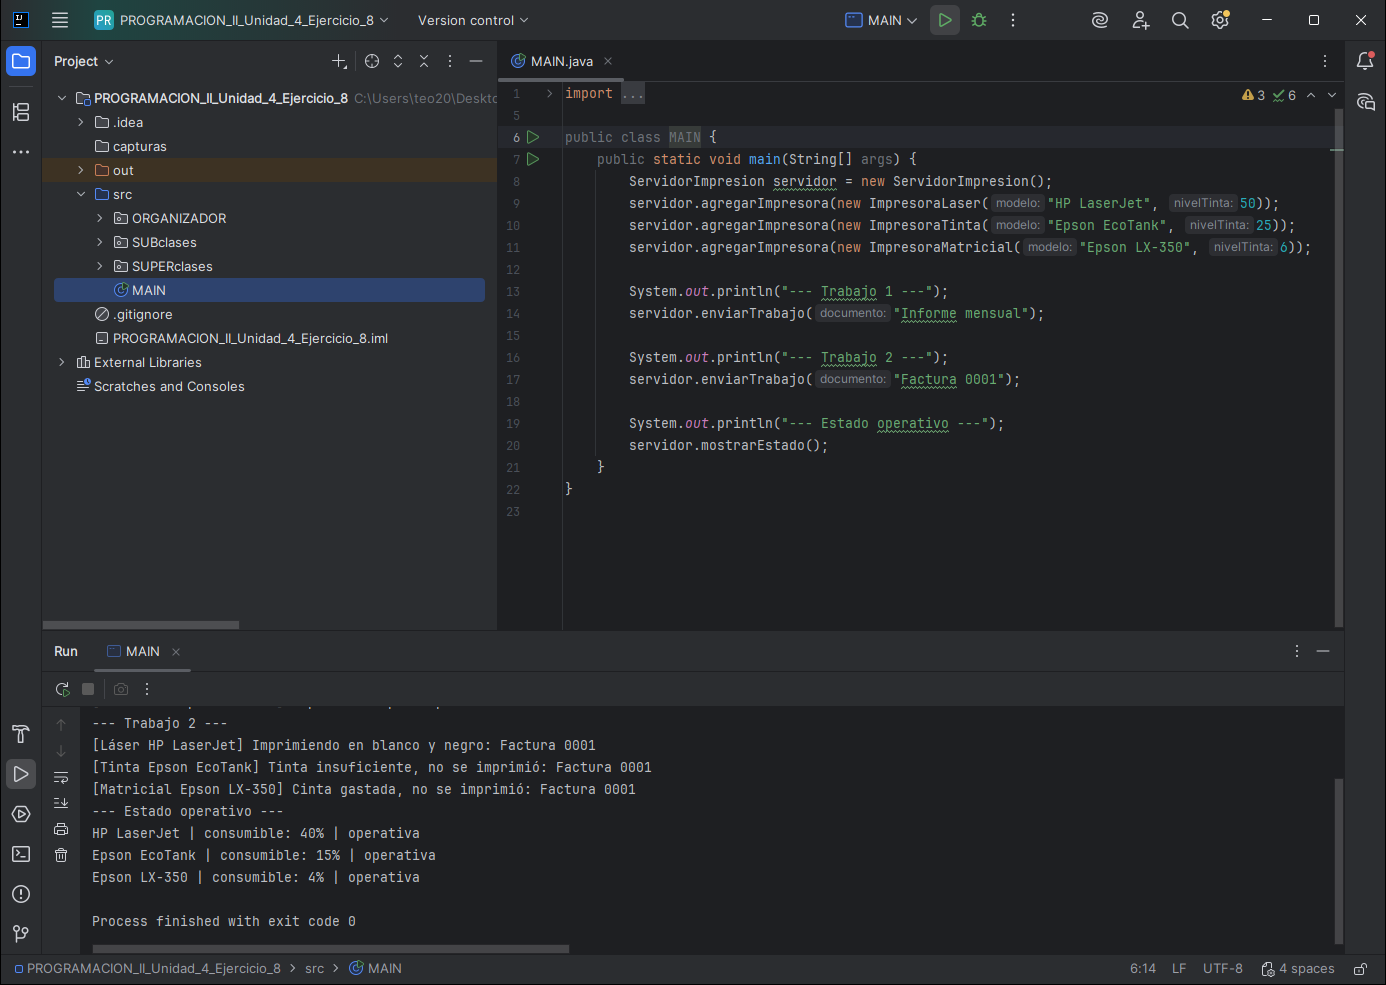 PR PROGRAMACION_II_Unidad_4_Ejercicio_8 Version control MAIN
Project
MAIN.java
PROGRAMACION_II_Unidad_4_Ejercicio_8 C:\Users\teo20\Deskto
.idea
capturas
out
src
ORGANIZADOR
SUBclases
SUPERclases
MAIN
.gitignore
PROGRAMACION_II_Unidad_4_Ejercicio_8.iml
External Libraries
Scratches and Consoles
3 6
1 import ...
5
6 public class MAIN {
7 public static void main(String[] args) {
8 ServidorImpresion servidor = new ServidorImpresion();
9 servidor.agregarImpresora(new ImpresoraLaser( modelo: "HP LaserJet", nivelTinta: 50));
10 servidor.agregarImpresora(new ImpresoraTinta( modelo: "Epson EcoTank", nivelTinta: 25));
11 servidor.agregarImpresora(new ImpresoraMatricial( modelo: "Epson LX-350", nivelTinta: 6));
12
13 System.out.println("--- Trabajo 1 ---");
14 servidor.enviarTrabajo( documento: "Informe mensual");
15
16 System.out.println("--- Trabajo 2 ---");
17 servidor.enviarTrabajo( documento: "Factura 0001");
18
19 System.out.println("--- Estado operativo ---");
20 servidor.mostrarEstado();
21 }
22 }
23
Run MAIN
--- Trabajo 2 ---
[Láser HP LaserJet] Imprimiendo en blanco y negro: Factura 0001
[Tinta Epson EcoTank] Tinta insuficiente, no se imprimió: Factura 0001
[Matricial Epson LX-350] Cinta gastada, no se imprimió: Factura 0001
--- Estado operativo ---
HP LaserJet | consumible: 40% | operativa
Epson EcoTank | consumible: 15% | operativa
Epson LX-350 | consumible: 4% | operativa
Process finished with exit code 0
PROGRAMACION_II_Unidad_4_Ejercicio_8 > src > MAIN 6:14 LF UTF-8 4 spaces